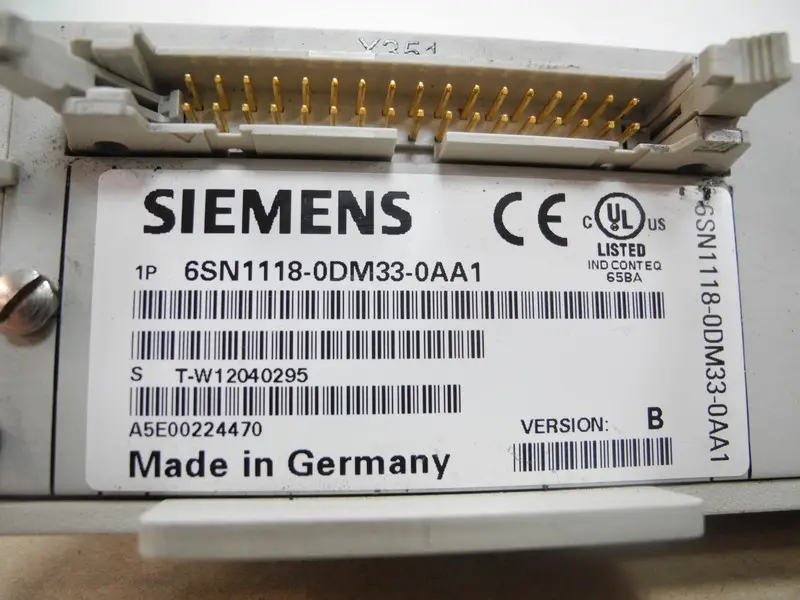 X351
SIEMENS
CE
C UL US
LISTED
IND CONT EQ
65BA
1P 6SN1118-0DM33-0AA1
S T-W12040295
A5E00224470
VERSION: B
Made in Germany
6SN1118-0DM33-0AA1